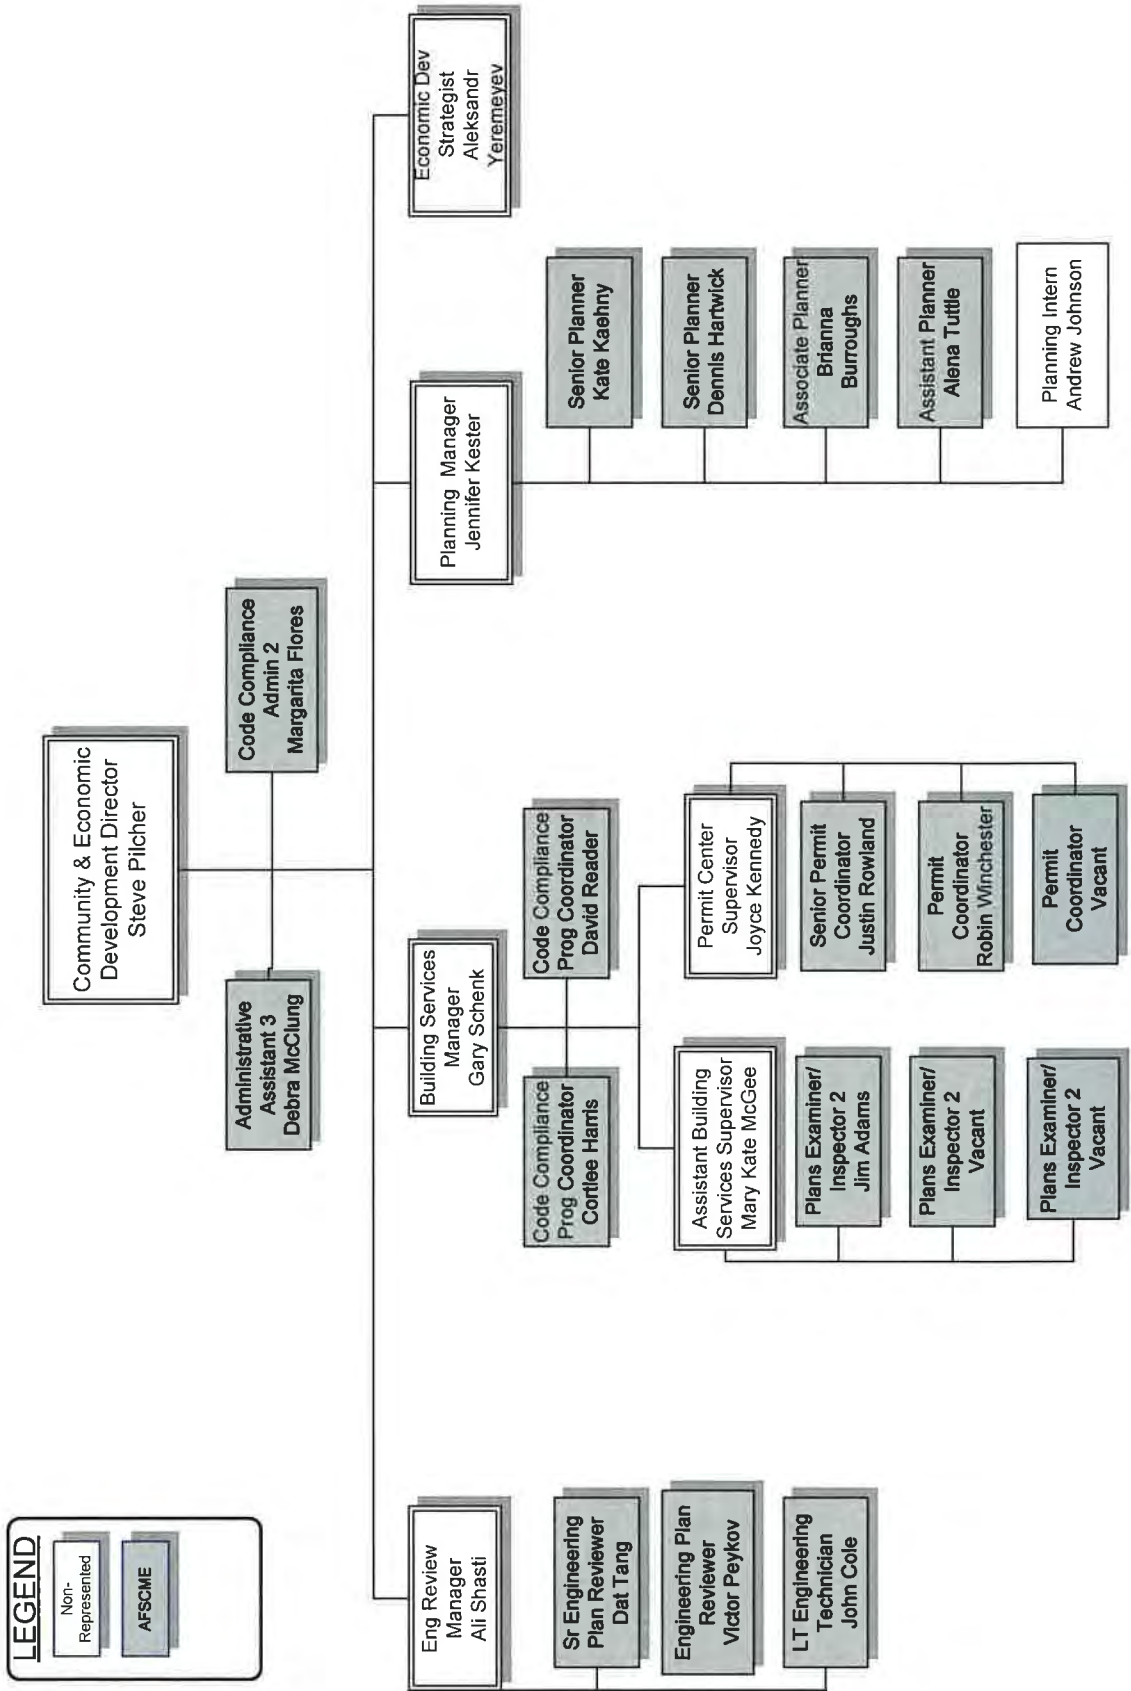 LEGEND
Non-
Represented
AFSCME
Community & Economic
Development Director
Steve Pilcher
Administrative
Assistant 3
Debra McClung
Code Compliance
Admin 2
Margarita Flores
Eng Review
Manager
Ali Shasti
Sr Engineering
Plan Reviewer
Dat Tang
Engineering Plan
Reviewer
Victor Peykov
LT Engineering
Technician
John Cole
Building Services
Manager
Gary Schenk
Code Compliance
Prog Coordinator
Cortlee Harris
Code Compliance
Prog Coordinator
David Reader
Assistant Building
Services Supervisor
Mary Kate McGee
Plans Examiner/
Inspector 2
Jim Adams
Plans Examiner/
Inspector 2
Vacant
Plans Examiner/
Inspector 2
Vacant
Permit Center
Supervisor
Joyce Kennedy
Senior Permit
Coordinator
Justin Rowland
Permit
Coordinator
Robin Winchester
Permit
Coordinator
Vacant
Planning Manager
Jennifer Kester
Senior Planner
Kate Kaehny
Senior Planner
Dennis Hartwick
Associate Planner
Brianna
Burroughs
Assistant Planner
Alena Tuttle
Planning Intern
Andrew Johnson
Economic Dev
Strategist
Aleksandr
Yeremeyev